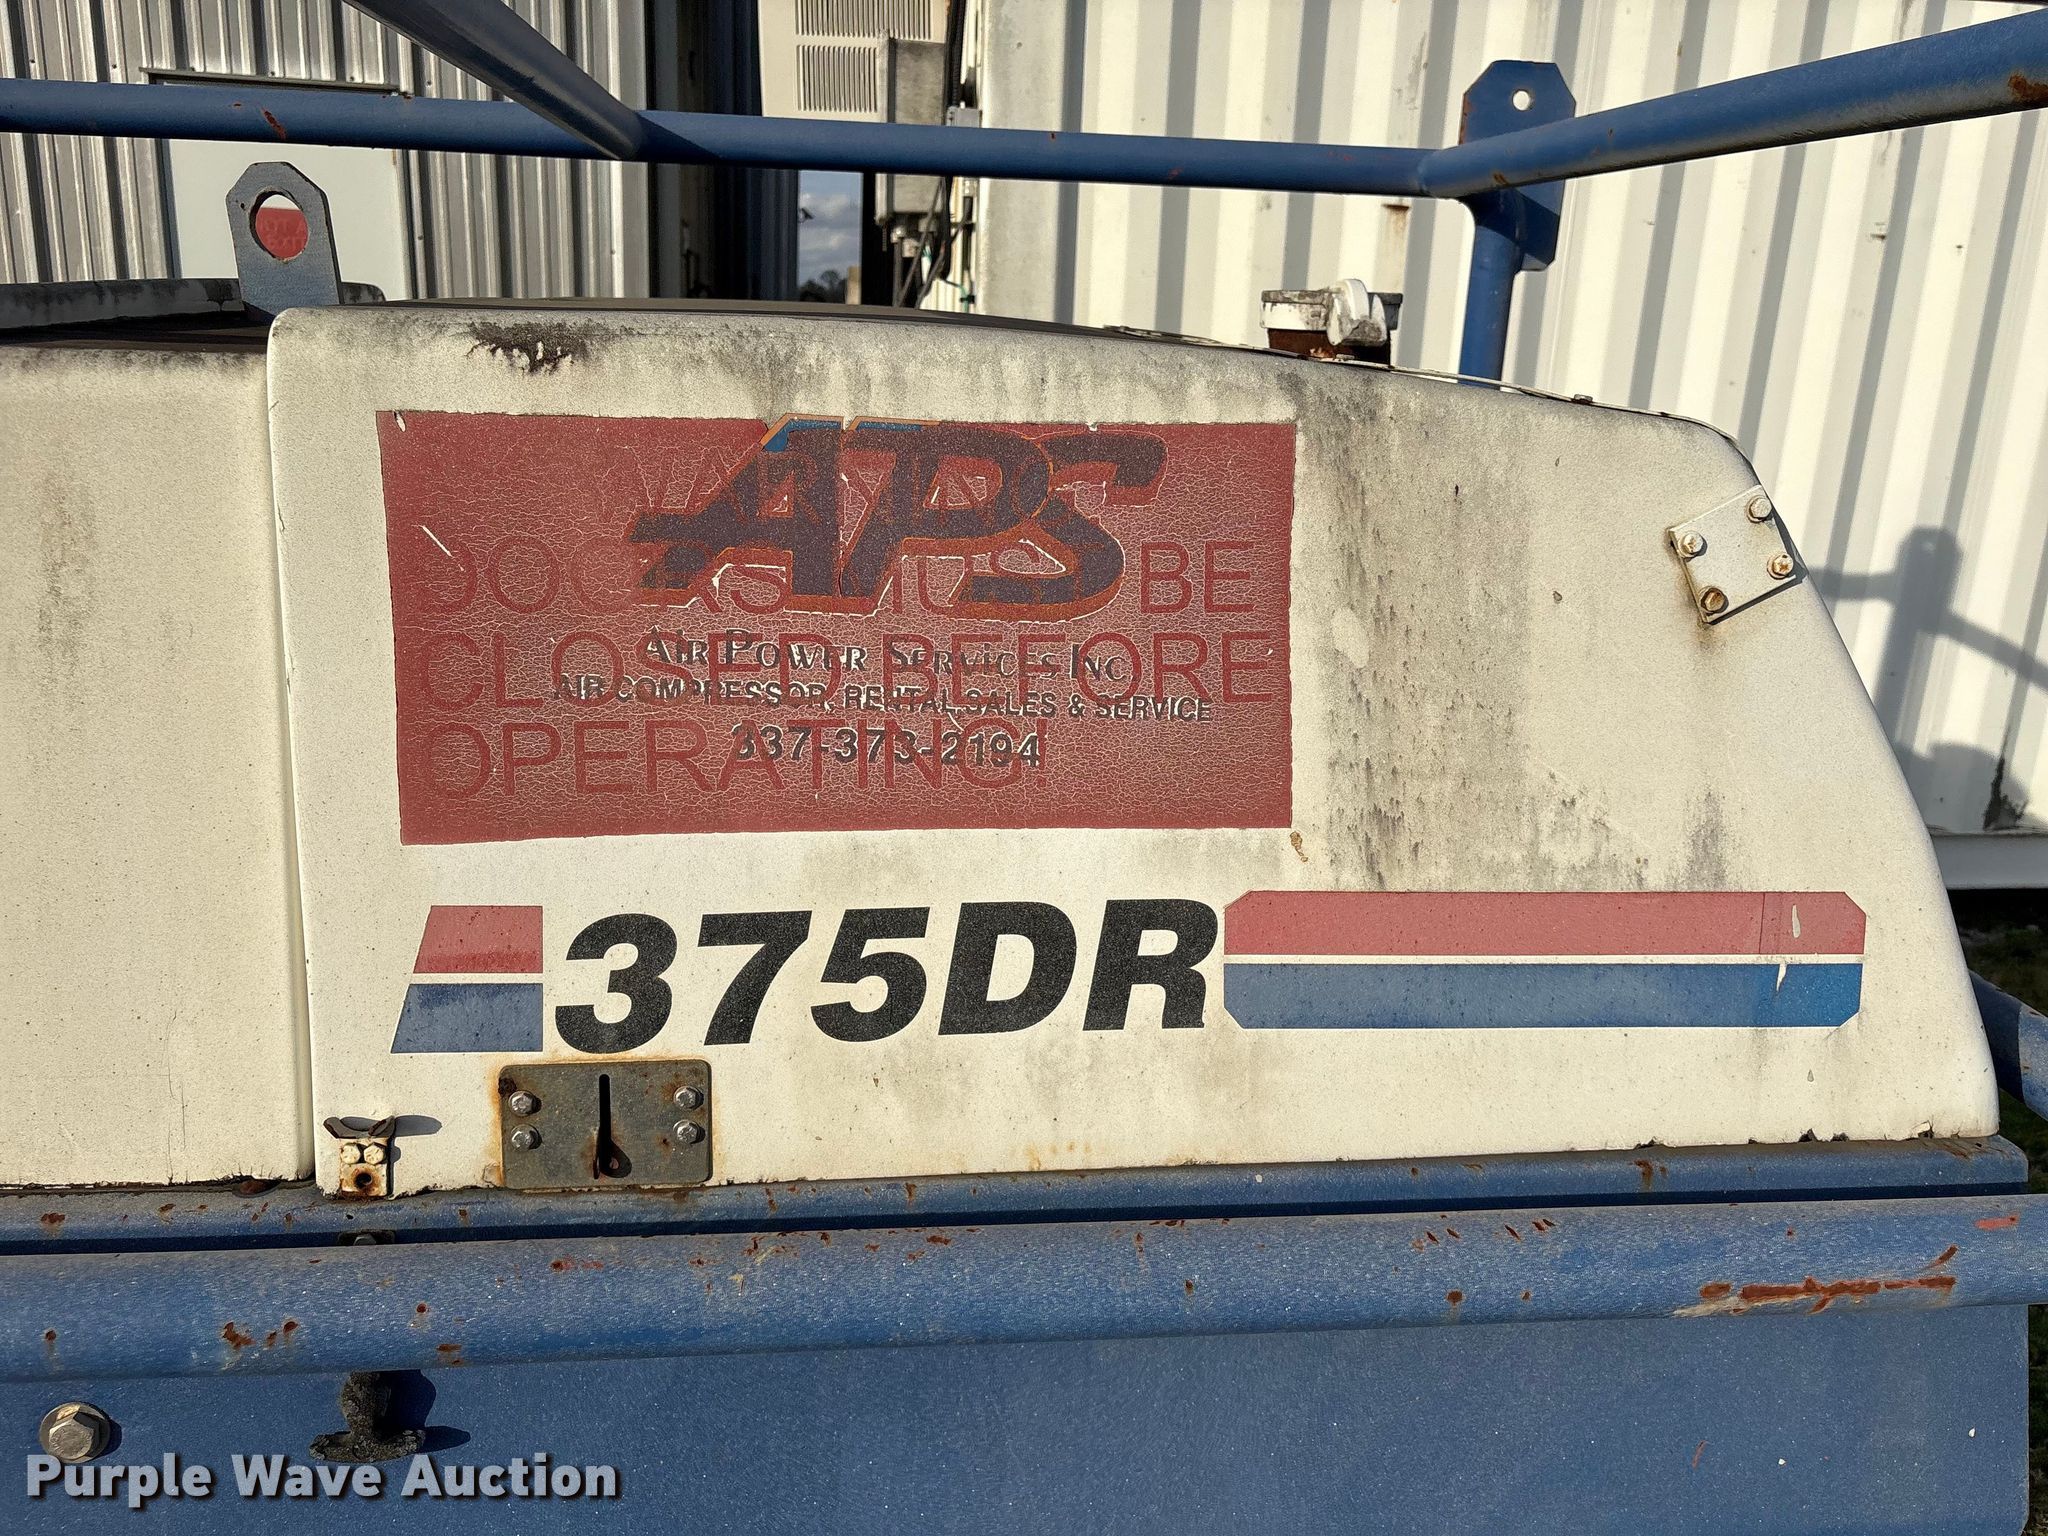 APS
WARNING
DOORS MUST BE
CLOSED BEFORE
OPERATING!
AIR POWER SERVICES INC.
AIR COMPRESSOR, RENTAL SALES & SERVICE
337-373-2194
375DR
Purple Wave Auction